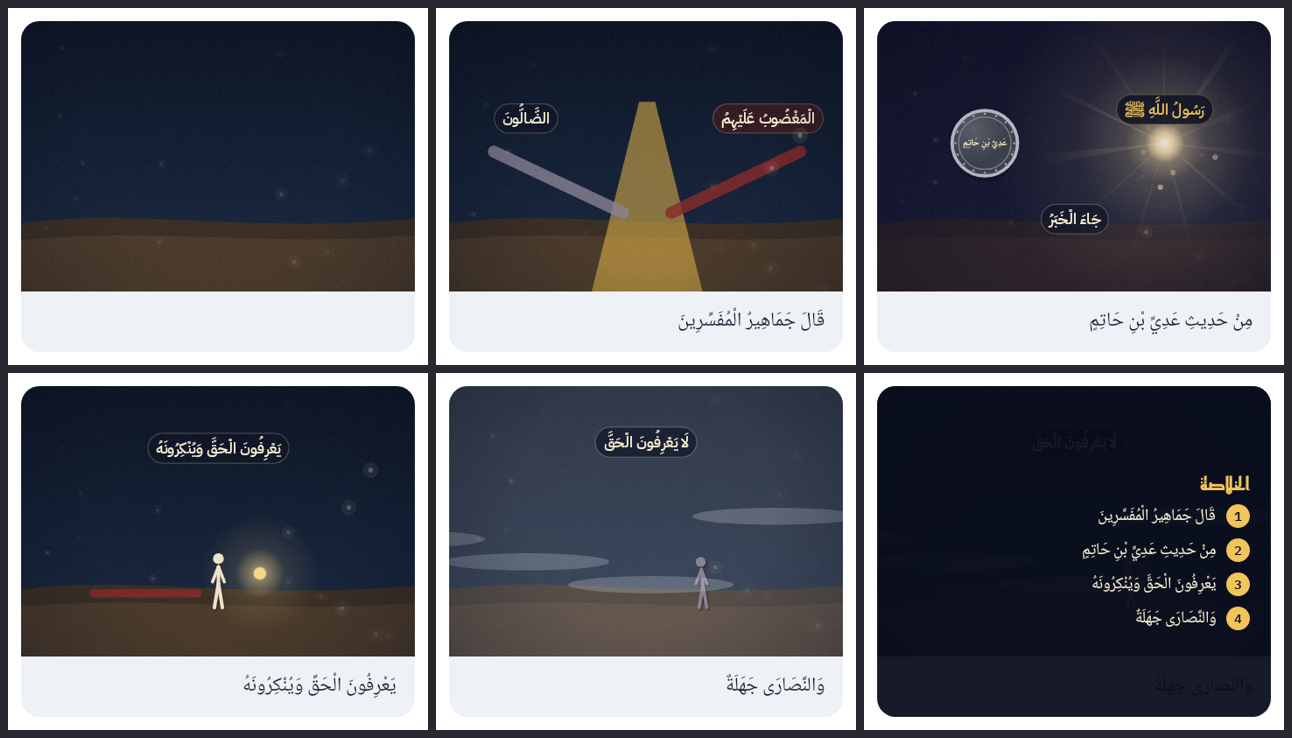 الْمَغْضُوبُ عَلَيْهِمْ
الضَّالُّونَ
قَالَ جَمَاهِيرُ الْمُفَسِّرِينَ
رَسُولُ اللَّهِ ﷺ
عَدِيُّ بْنُ حَاتِمٍ
جَاءَ الْخَبَرُ
مِنْ حَدِيثِ عَدِيِّ بْنِ حَاتِمٍ
يَعْرِفُونَ الْحَقَّ وَيُنْكِرُونَهُ
يَعْرِفُونَ الْحَقَّ وَيُنْكِرُونَهُ
لَا يَعْرِفُونَ الْحَقَّ
وَالنَّصَارَى جَهَلَةٌ
لَا يَعْرِفُونَ الْحَقَّ
الخلاصة
1 قَالَ جَمَاهِيرُ الْمُفَسِّرِينَ
2 مِنْ حَدِيثِ عَدِيِّ بْنِ حَاتِمٍ
3 يَعْرِفُونَ الْحَقَّ وَيُنْكِرُونَهُ
4 وَالنَّصَارَى جَهَلَةٌ
وَالنَّصَارَى جَهَلَةٌ